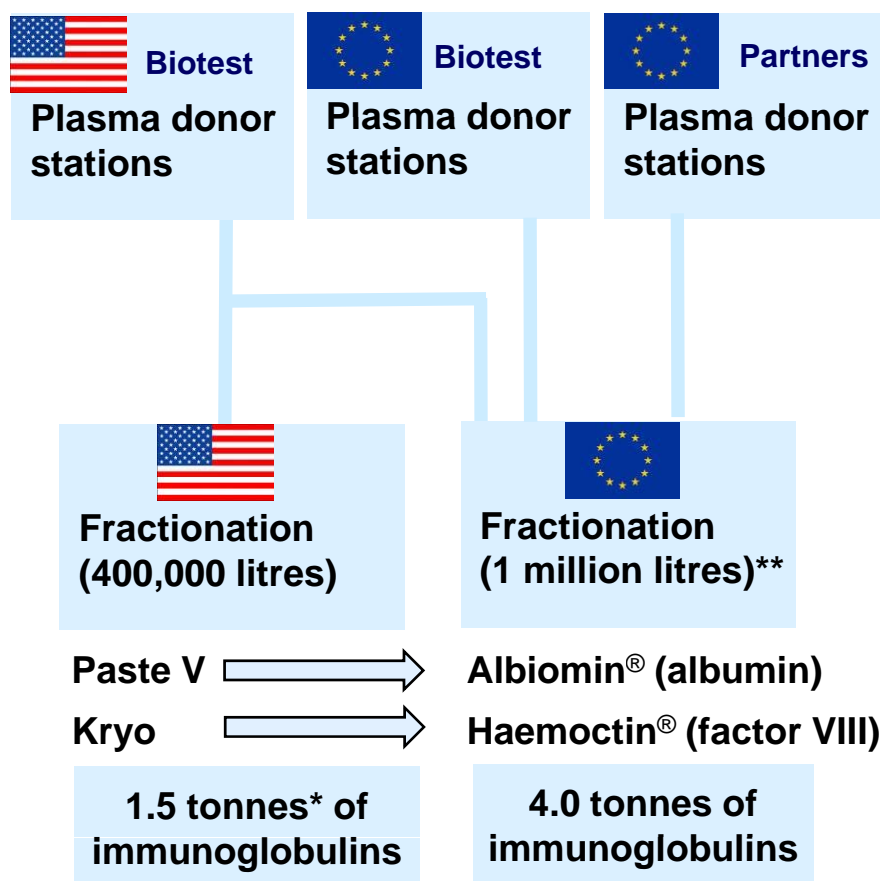 Biotest
Plasma donor
stations
Biotest
Plasma donor
stations
Partners
Plasma donor
stations
Fractionation
(400,000 litres)
Fractionation
(1 million litres)**
Paste V
Albiomin® (albumin)
Kryo
Haemoctin® (factor VIII)
1.5 tonnes* of
immunoglobulins
4.0 tonnes of
immunoglobulins